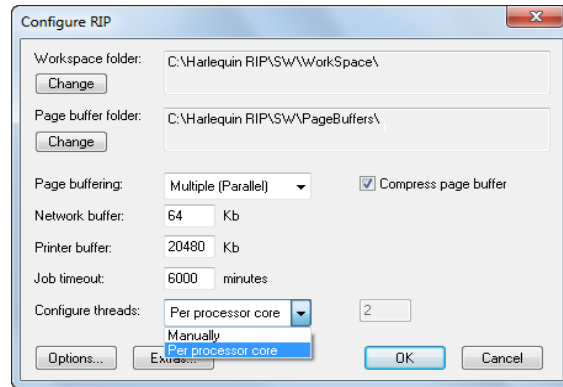 Configure RIP
Workspace folder: C:\Harlequin RIP\SW\WorkSpace\
Change
Page buffer folder: C:\Harlequin RIP\SW\PageBuffers\
Change
Page buffering: Multiple (Parallel) Compress page buffer
Network buffer: 64 Kb
Printer buffer: 20480 Kb
Job timeout: 6000 minutes
Configure threads: Per processor core 2
Manually
Per processor core
Options... OK Cancel